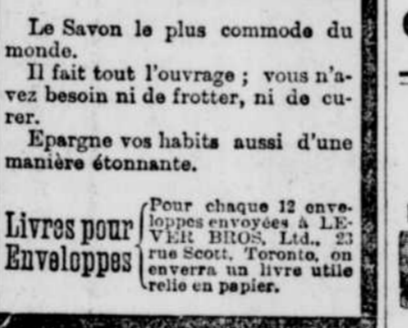 Le Savon le plus commode du
monde.
Il fait tout l'ouvrage ; vous n'a-
vez besoin ni de frotter, ni de cu-
rer.
Epargne vos habits aussi d'une
manière étonnante.
Livres pour
Enveloppes
Pour chaque 12 enve-
loppes envoyées à LE-
VER BROS, Ltd., 23
rue Scott, Toronto, on
enverra un livre utile
relie en papier.